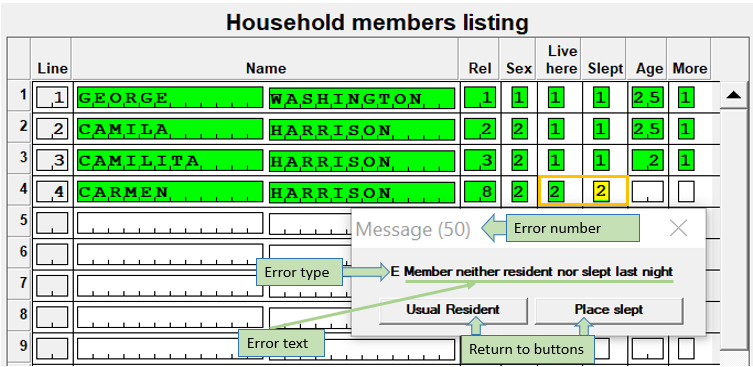 Household members listing
Line Name Rel Sex Live here Slept Age More
1 1 GEORGE WASHINGTON 1 1 1 1 25 1
2 2 CAMILA HARRISON 2 2 1 1 25 1
3 3 CAMILITA HARRISON 3 2 1 1 2 1
4 4 CARMEN HARRISON 8 2 2 2
5
Message (50) Error number
6
Error type E Member neither resident nor slept last night
7
8 Usual Resident Place slept
9 Error text Return to buttons